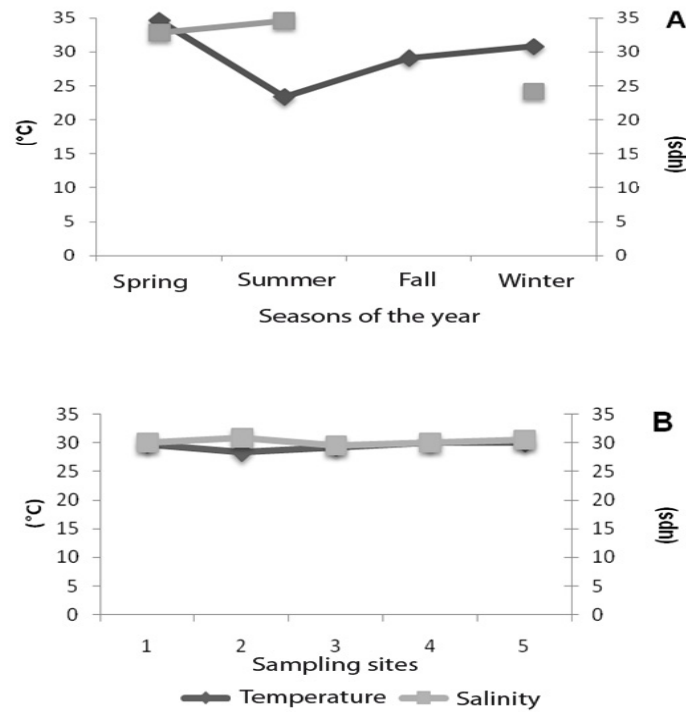 A
35 35
30 30
25 25
20 20
15 15
10 10
5 5
0 0
(°C)
(ups)
Spring Summer Fall Winter
Seasons of the year
B
35 35
30 30
25 25
20 20
15 15
10 10
5 5
0 0
(°C)
(ups)
1 2 3 4 5
Sampling sites
Temperature Salinity